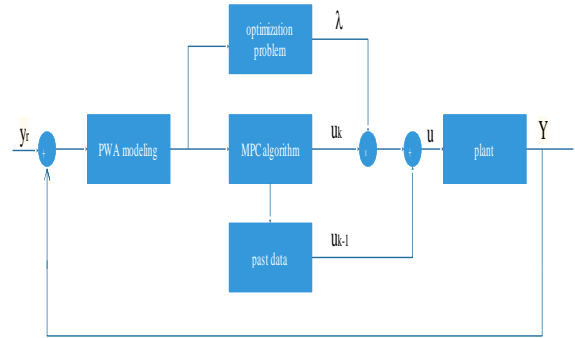 optimization
problem
λ
yr
+
PWA modeling
MPC algorithm
uk
+
u
plant
Y
past data
uk-1